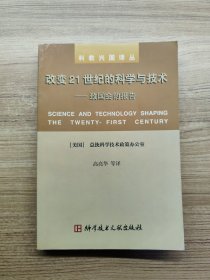 科教兴国译丛
改变21世纪的科学与技术
——致国会的报告
SCIENCE AND TECHNOLOGY SHAPING
THE TWENTY-FIRST CENTURY
[美国] 总统科学技术政策办公室
高亮华 等译
科学技术文献出版社